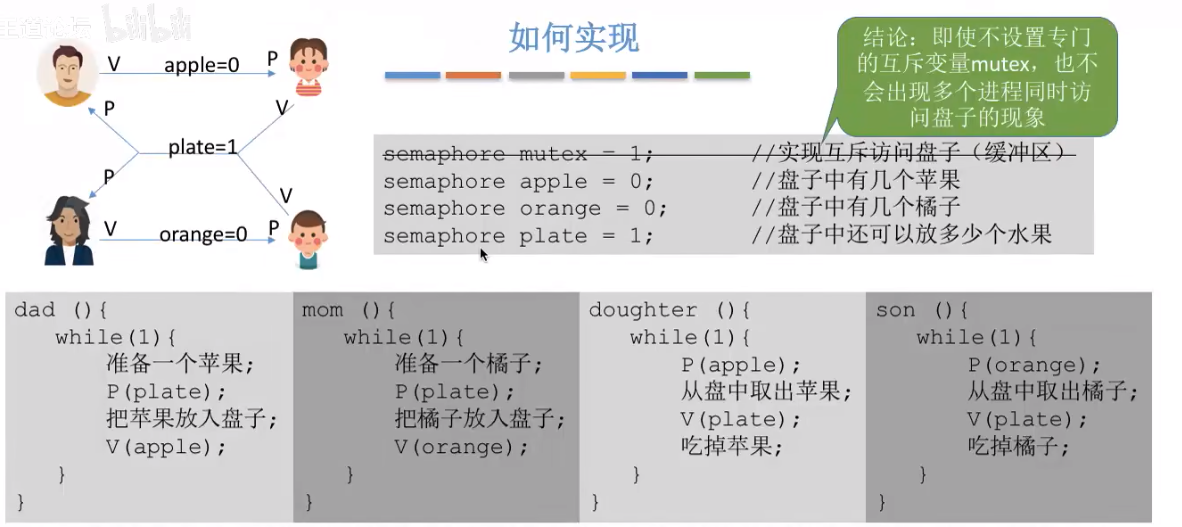 bilibili
如何实现
V apple=0 P
P V
plate=1
P V
V orange=0 P
结论：即使不设置专门
的互斥变量mutex，也不
会出现多个进程同时访
问盘子的现象
semaphore mutex = 1; //实现互斥访问盘子（缓冲区）
semaphore apple = 0; //盘子中有几个苹果
semaphore orange = 0; //盘子中有几个橘子
semaphore plate = 1; //盘子中还可以放多少个水果
dad (){
while(1){
准备一个苹果;
P(plate);
把苹果放入盘子;
V(apple);
}
}
mom (){
while(1){
准备一个橘子;
P(plate);
把橘子放入盘子;
V(orange);
}
}
doughter (){
while(1){
P(apple);
从盘中取出苹果;
V(plate);
吃掉苹果;
}
}
son (){
while(1){
P(orange);
从盘中取出橘子;
V(plate);
吃掉橘子;
}
}